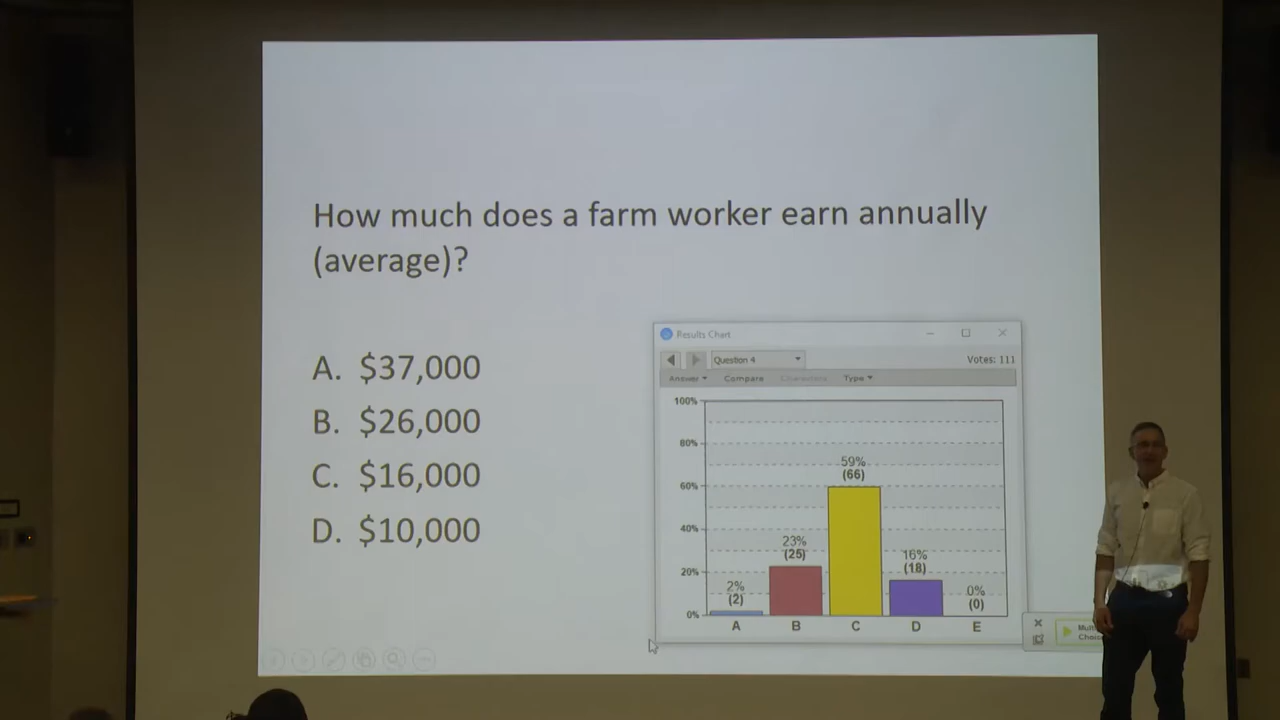 How much does a farm worker earn annually
(average)?
A. $37,000
B. $26,000
C. $16,000
D. $10,000
Results Chart
Question 4
Votes: 111
Answer Compare Characters Type
100%
80%
60%
40%
20%
0%
2%
(2)
23%
(25)
59%
(66)
16%
(18)
0%
(0)
A B C D E